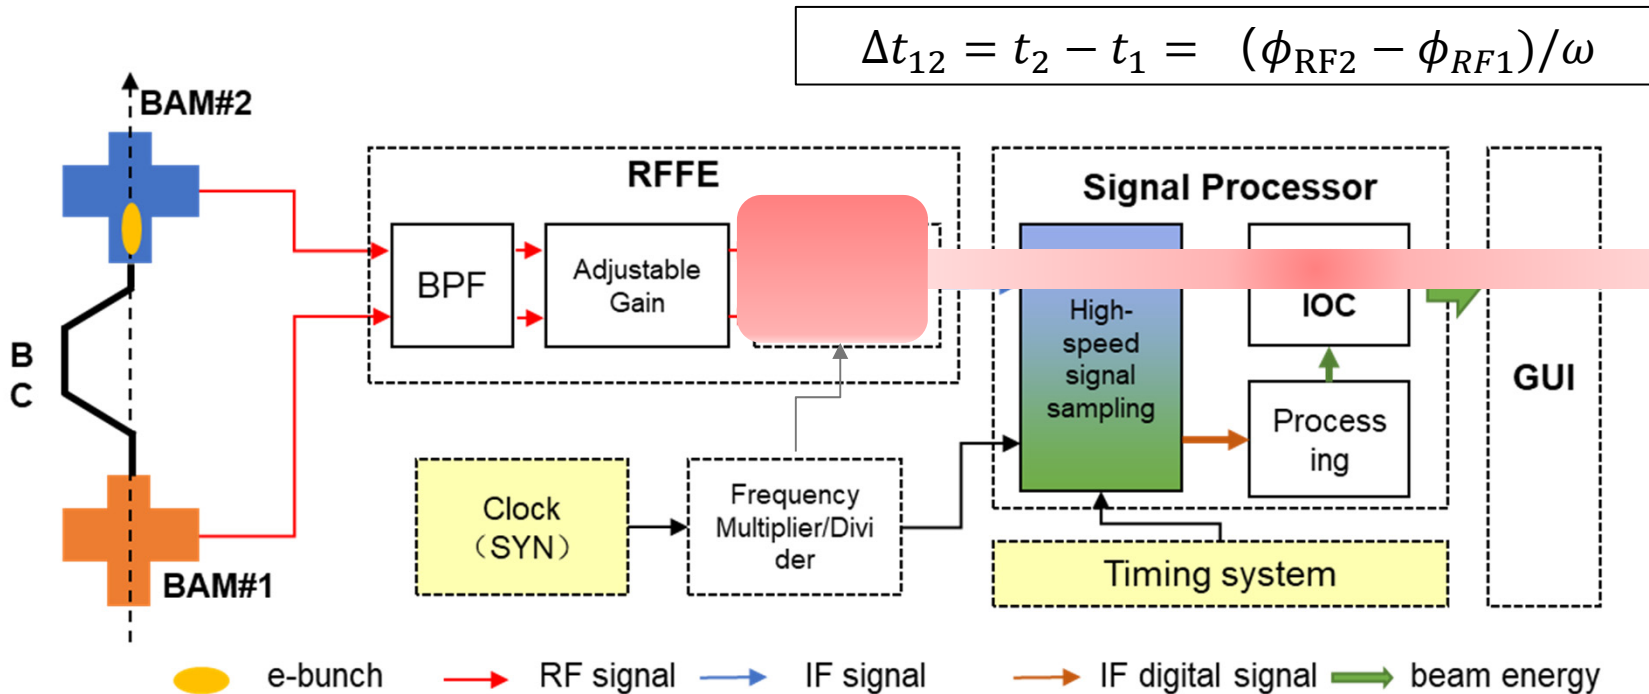 Δt₁₂ = t₂ − t₁ = (ϕ_RF2 − ϕ_RF1)/ω
BAM#2
RFFE
Signal Processor
BPF
Adjustable
Gain
High-
speed
signal
sampling
IOC
B
C
GUI
Process
ing
Clock
（SYN）
Frequency
Multiplier/Divi
der
Timing system
BAM#1
e-bunch
RF signal
IF signal
IF digital signal
beam energy